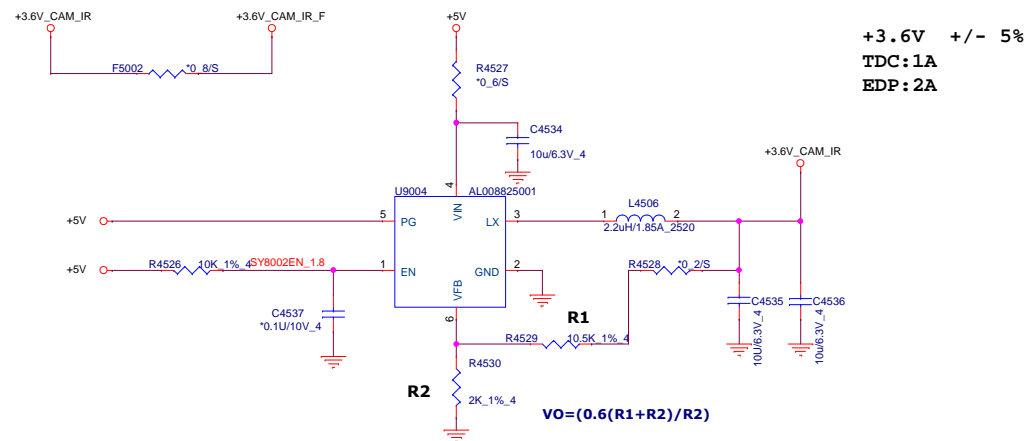 +3.6V_CAM_IR
+3.6V_CAM_IR_F
+5V
+3.6V +/- 5%
TDC:1A
EDP:2A
F5002
*0_8/S
R4527
*0_6/S
C4534
10u/6.3V_4
+3.6V_CAM_IR
U9004
AL008825001
4
VIN
+5V
5
PG
LX
3
1
L4506
2
2.2uH/1.85A_2520
+5V
R4526
10K_1%_4
SY8002EN_1.8
1
EN
GND
2
R4528
*0_2/S
VFB
6
C4537
*0.1U/10V_4
R1
C4535
10U/6.3V_4
C4536
10u/6.3V_4
R4529
10.5K_1%_4
R4530
R2
2K_1%_4
VO=(0.6(R1+R2)/R2)